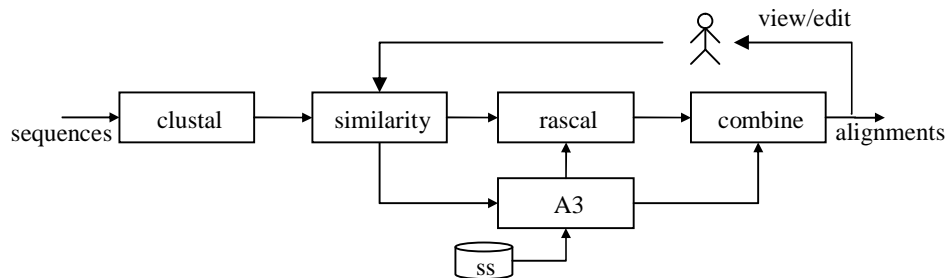 view/edit
clustal
similarity
rascal
combine
sequences
alignments
A3
ss